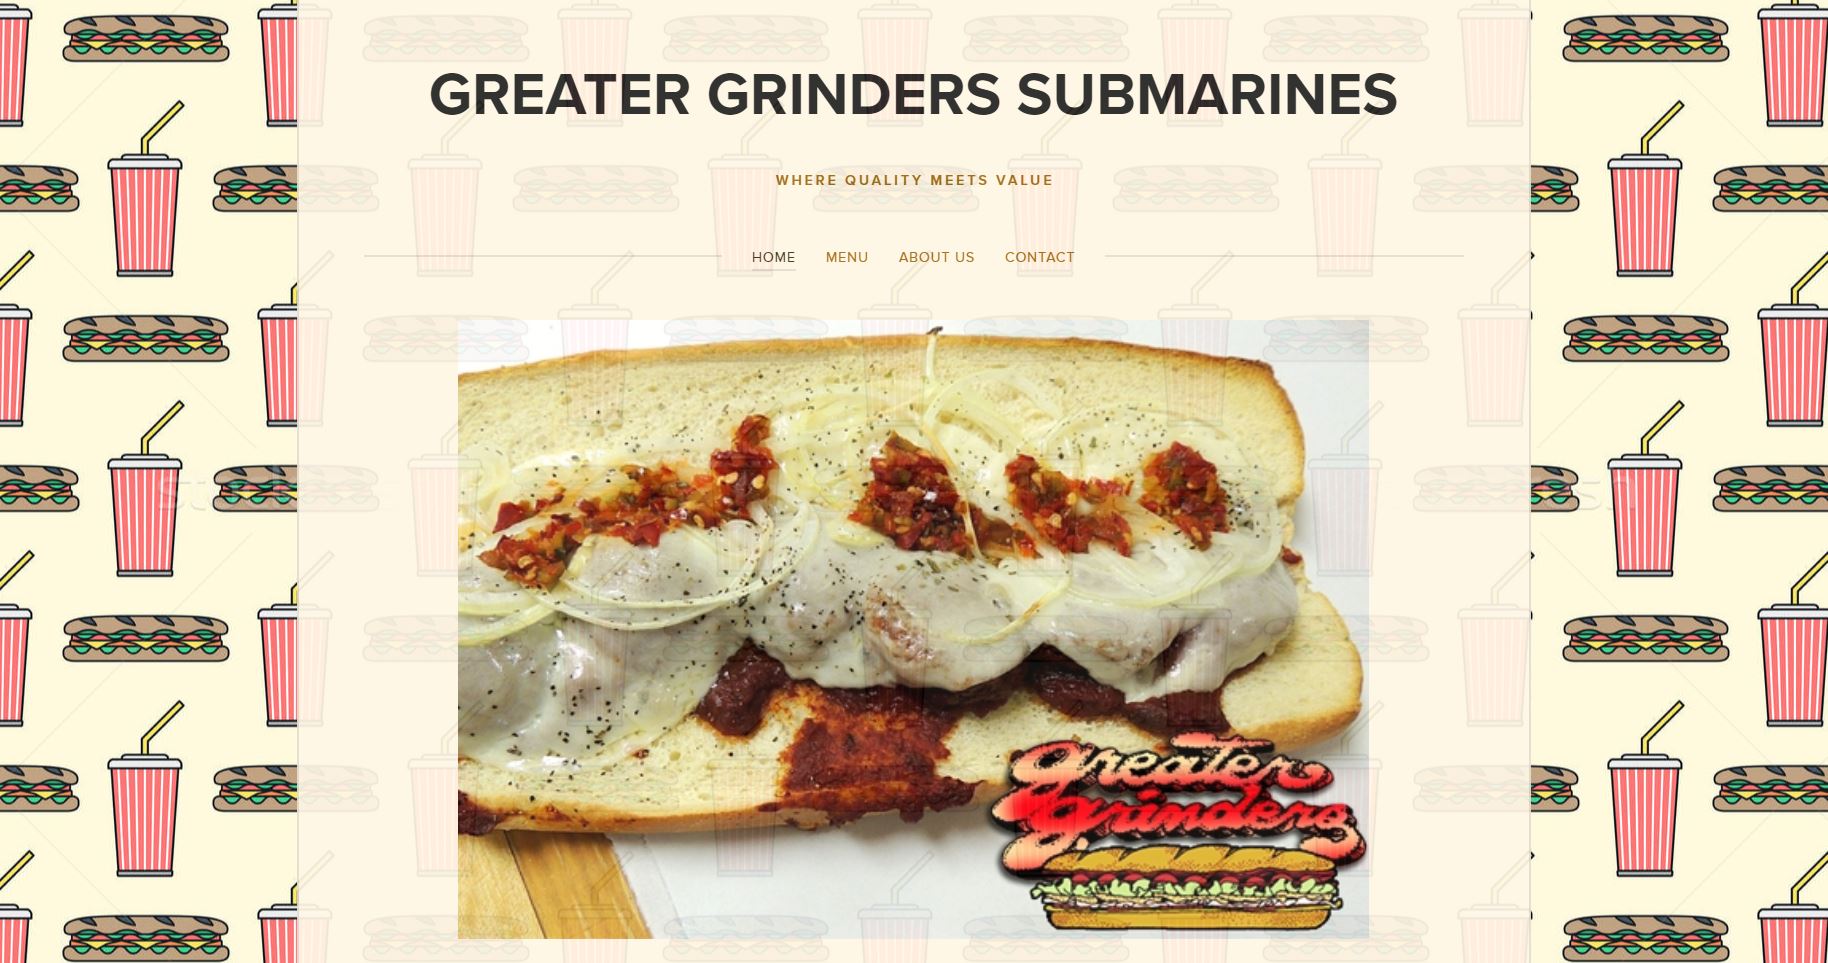 GREATER GRINDERS SUBMARINES
WHERE QUALITY MEETS VALUE
HOME MENU ABOUT US CONTACT
Greater
Grinders